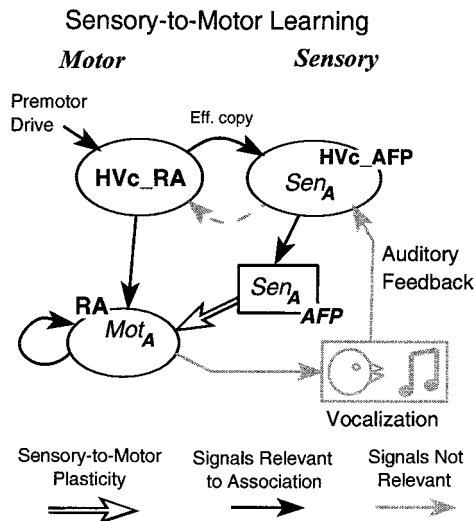 Sensory-to-Motor Learning
Motor Sensory
Premotor
Drive
Eff. copy
HVc_RA
HVc_AFP
SenA
Auditory
Feedback
RA
MotA
SenA
AFP
Vocalization
Sensory-to-Motor
Plasticity
Signals Relevant
to Association
Signals Not
Relevant